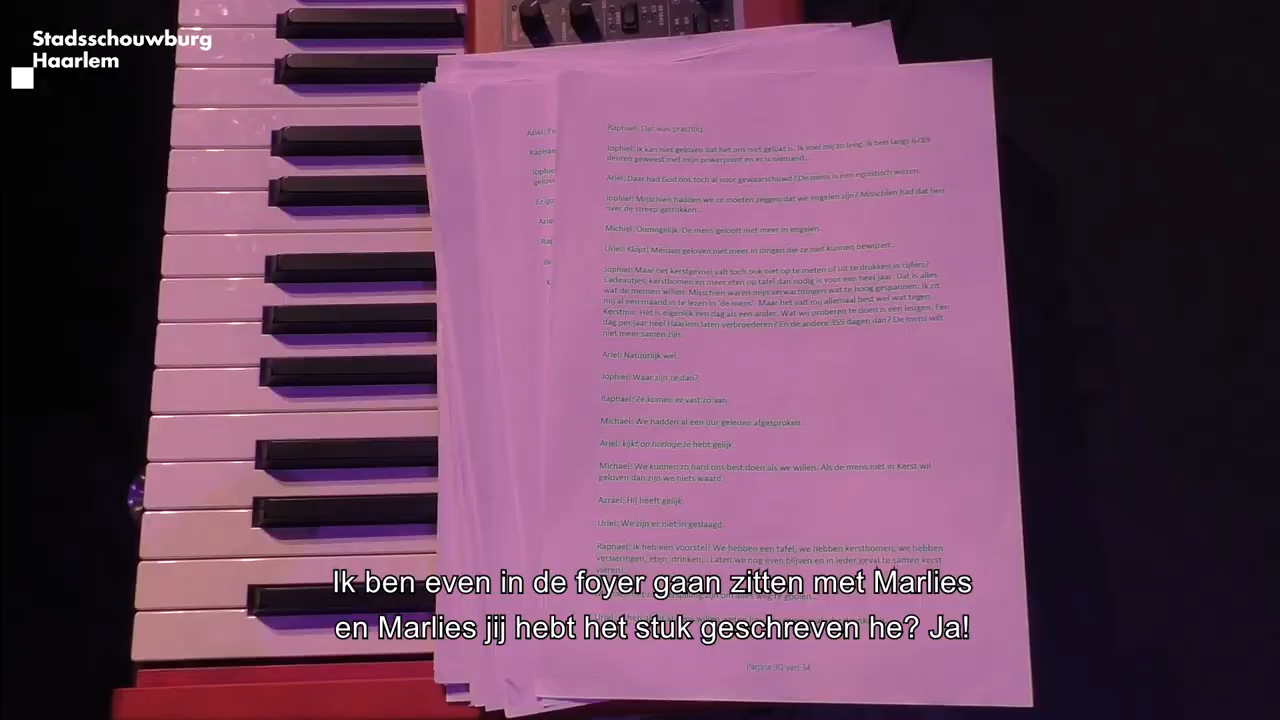 Stadsschouwburg
Haarlem
Raphael: Dat was prachtig.
Jophiel: Ik kan niet geloven dat het ons niet gelukt is. Ik voel mij zo leeg. Ik ben langs 6789
deuren geweest met mijn powerpoint en er is niemand...
Ariel: Daar had God ons toch al voor gewaarschuwd? De mens is een egoïstisch wezen.
Jophiel: Misschien hadden we ze moeten zeggen dat we engelen zijn? Misschien had dat hen
over de streep getrokken...
Michiel: Onmogelijk. De mens gelooft niet meer in engelen.
Uriel: Klopt! Mensen geloven niet meer in dingen die ze niet kunnen bewijzen...
Jophiel: Maar het kerstgevoel valt toch ook niet op te meten of uit te drukken in cijfers?
Cadeautjes, kerstbomen en meer eten op tafel dan nodig is voor een heel jaar. Dat is alles
wat de mensen willen. Misschien waren mijn verwachtingen wat te hoog gespannen. Ik zit
mij al een maand in te lezen in 'de mens'. Maar het valt mij allemaal best wel wat tegen.
Kerstmis. Het is eigenlijk een dag als een ander. Wat wij proberen te doen is een leugen. Een
dag per jaar heel Haarlem laten verbroederen? En de andere 355 dagen dan? De mens wilt
niet meer samen zijn.
Ariel: Natuurlijk wel.
Jophiel: Waar zijn ze dan?
Raphael: Ze komen er vast zo aan.
Michael: We hadden al een uur geleden afgesproken.
Ariel: kijkt op horloge Je hebt gelijk.
Michael: We kunnen zo hard ons best doen als we willen. Als de mens niet in Kerst wil
geloven dan zijn we niets waard.
Azrael: Hij heeft gelijk.
Uriel: We zijn er niet in geslaagd.
Raphael: Ik heb een voorstel! We hebben een tafel, we hebben kerstbomen, we hebben
versieringen, eten, drinken,.. Laten we nog even blijven en in ieder geval te samen kerst
vieren!
Ik ben even in de foyer gaan zitten met Marlies
en Marlies jij hebt het stuk geschreven he? Ja!
Pagina 30 van 34